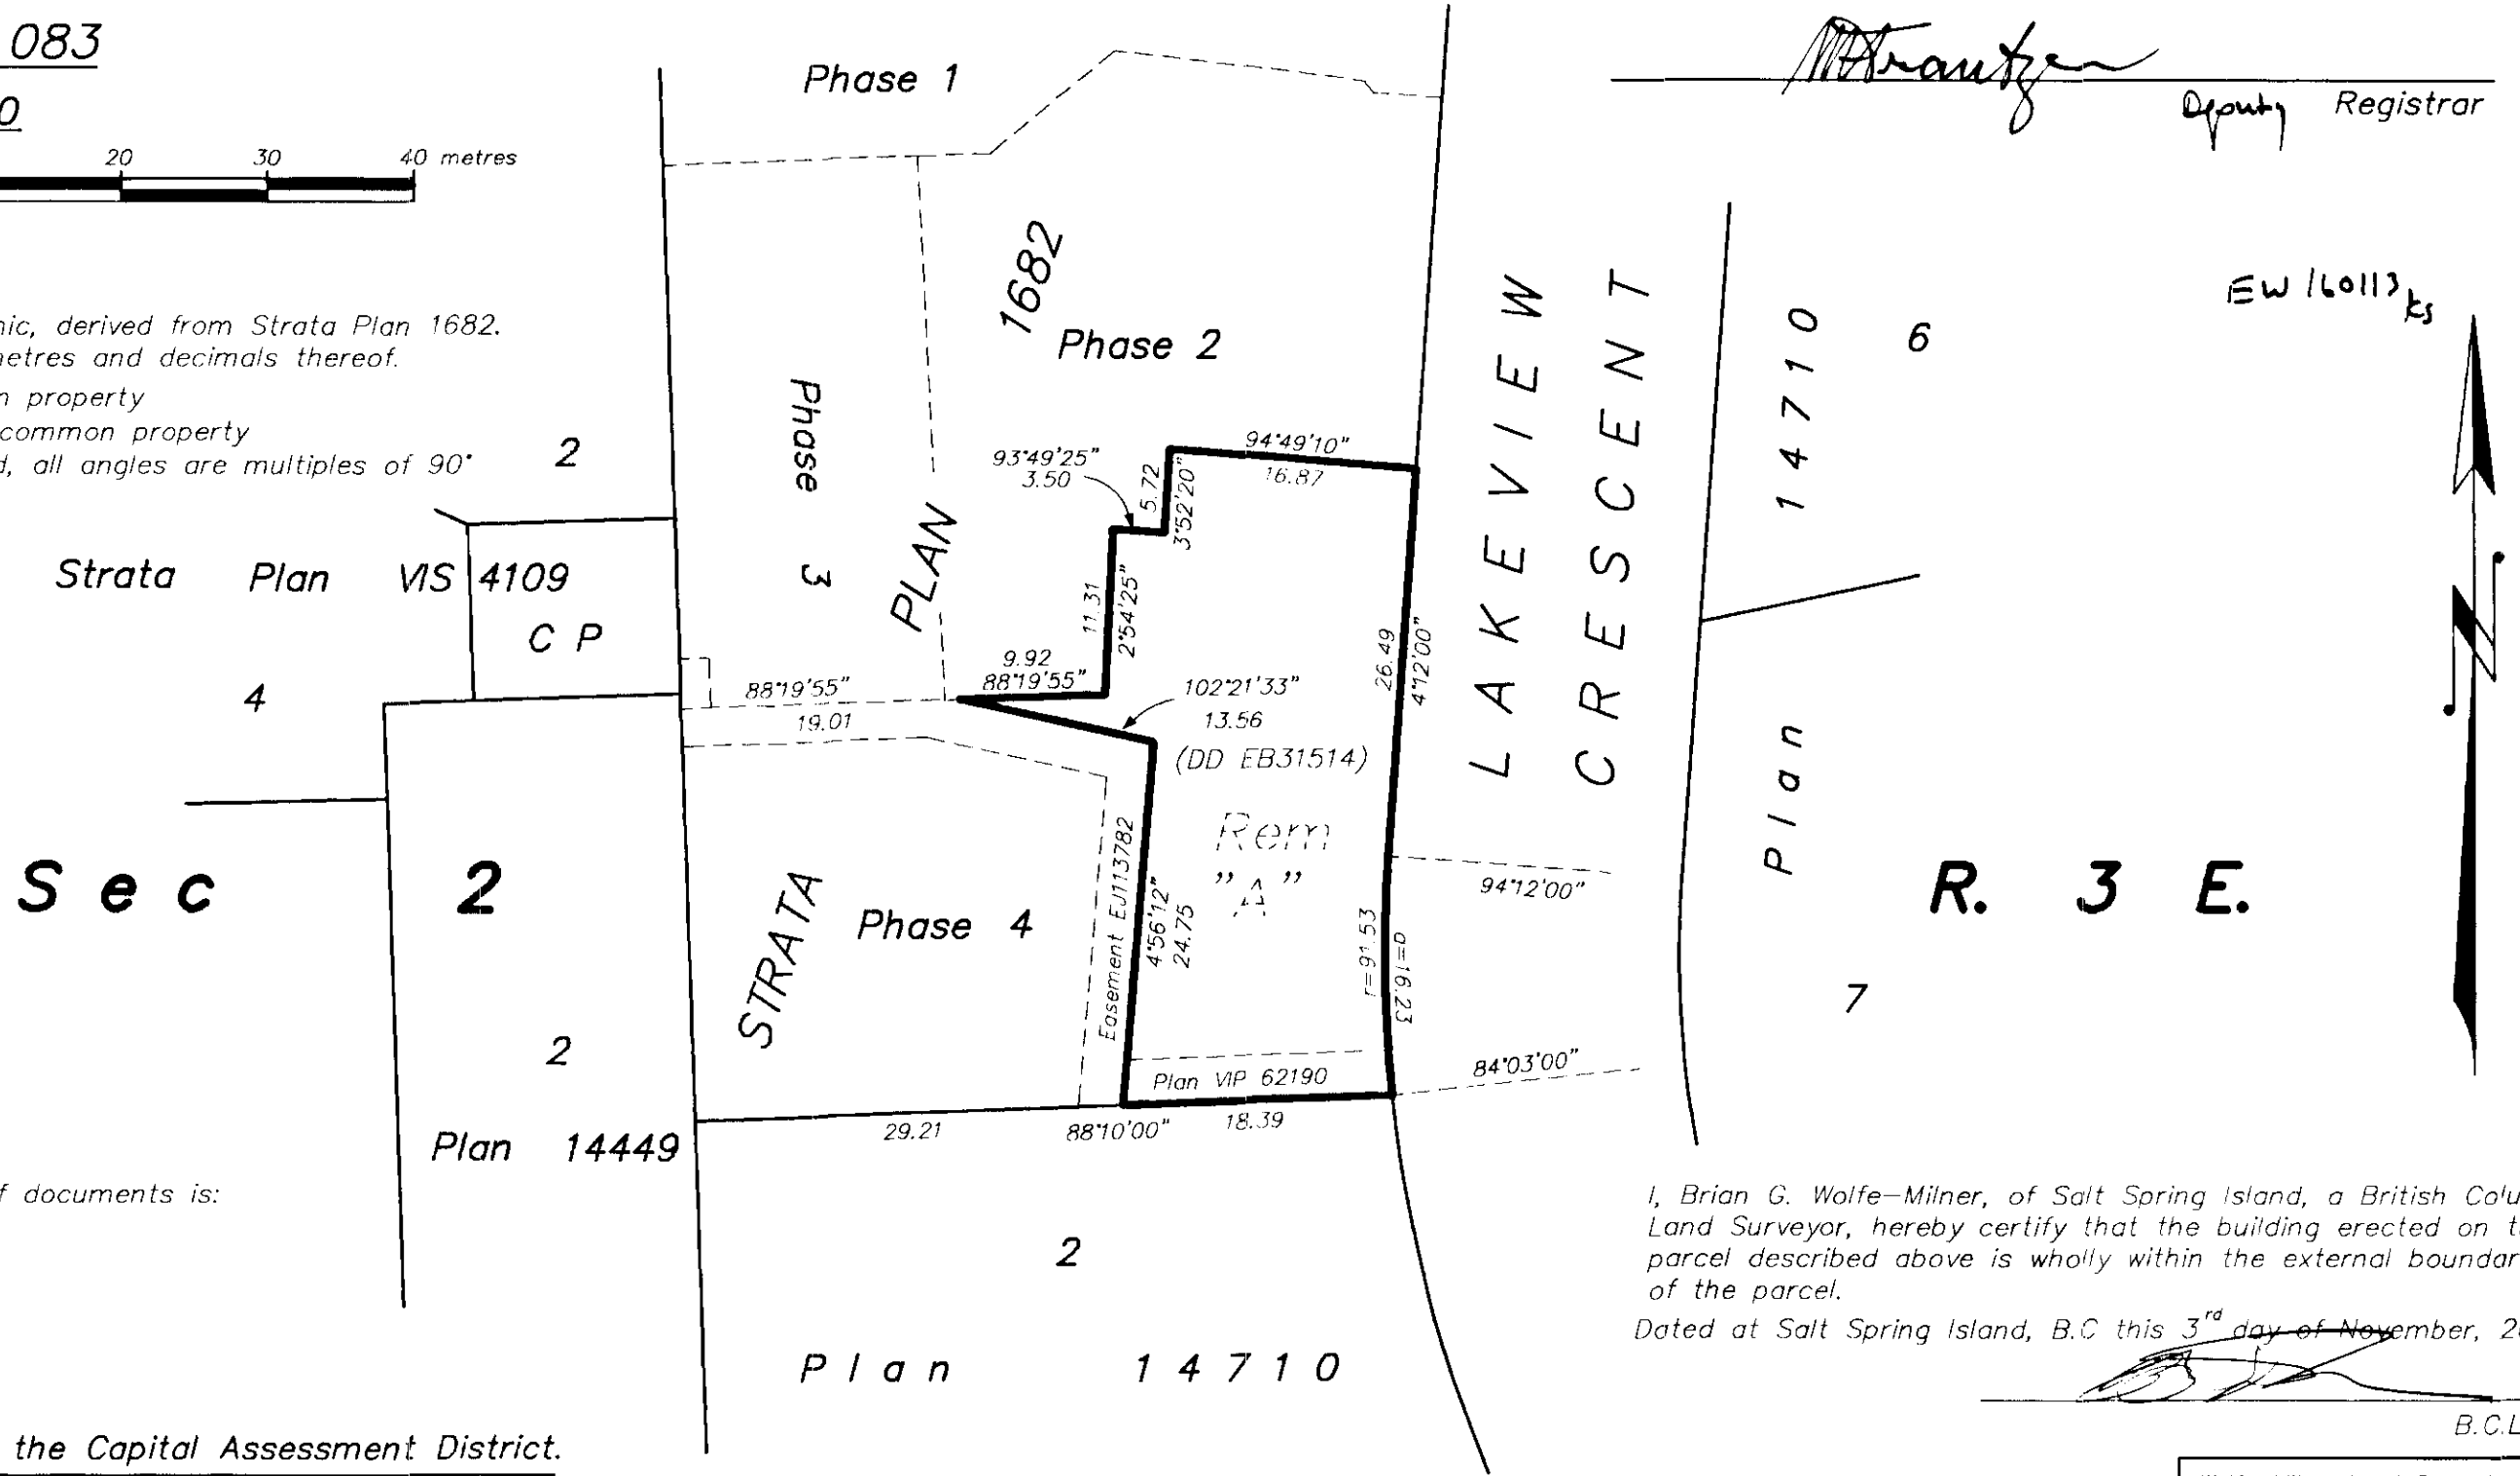 083
0
20 30 40 metres
Phase 1
Deputy Registrar
EW 160113 ks
nic, derived from Strata Plan 1682.
metres and decimals thereof.
n property
common property
d, all angles are multiples of 90°
1682
Phase 2
6
2
Phase 3
PLAN
94°49'10"
16.87
93°49'25"
3.50
5.72
3°52'20"
LAKEVIEW
CRESCENT
Plan 14710
Strata Plan VIS 4109
C P
4
11.31
2°54'25"
9.92
88°19'55"
88°19'55"
19.01
102°21'33"
13.56
(DD EB31514)
26.49
4°12'00"
Rem
"A"
Sec 2
R. 3 E.
STRATA
Phase 4
Easement EJ113782
4°56'12"
24.75
94°12'00"
r=91.53
a=16.23
7
84°03'00"
2
Plan VIP 62190
29.21
88°10'00"
18.39
Plan 14449
f documents is:
2
Plan 14710
I, Brian G. Wolfe-Milner, of Salt Spring Island, a British Colu
Land Surveyor, hereby certify that the building erected on t
parcel described above is wholly within the external boundar
of the parcel.
Dated at Salt Spring Island, B.C this 3rd day of November, 2
B.C.L
the Capital Assessment District.